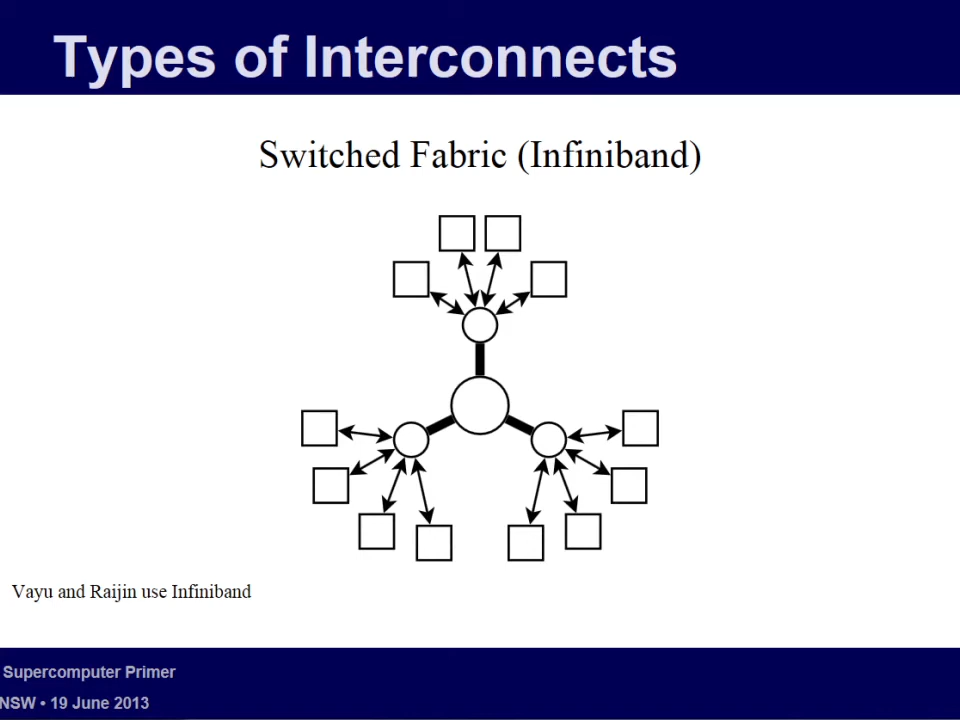 Types of Interconnects
Switched Fabric (Infiniband)
Vayu and Raijin use Infiniband
Supercomputer Primer
NSW • 19 June 2013